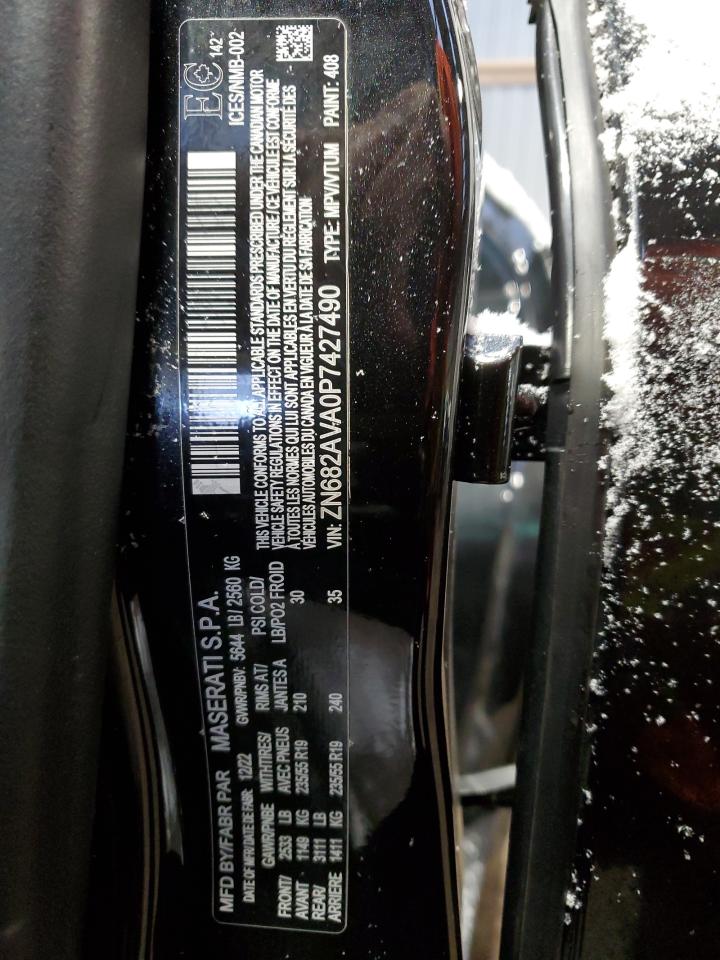 MFD BY/FABR PAR MASERATI S.P.A.
DATE OF MFR/DATE DE FABR: 12/22 GVWR/PNBV: 5644 LB/ 2560 KG
GAWR/PNBE WITH TIRES/ RIMS AT/ PSI COLD/
AVEC PNEUS JANTES A LB/PO2 FROID
FRONT/ 2533 LB
AVANT 1149 KG 235/55 R19 210 30
REAR/ 3111 LB
ARRIERE 1411 KG 235/55 R19 240 35
EC 142
ICES/NMB-002
THIS VEHICLE CONFORMS TO ALL APPLICABLE STANDARDS PRESCRIBED UNDER THE CANADIAN MOTOR
VEHICLE SAFETY REGULATIONS IN EFFECT ON THE DATE OF MANUFACTURE / CE VÉHICULE EST CONFORME
À TOUTES LES NORMES QUI LUI SONT APPLICABLES EN VERTU DU RÈGLEMENT SUR LA SÉCURITÉ DES
VÉHICULES AUTOMOBILES DU CANADA EN VIGUEUR À LA DATE DE SA FABRICATION
VIN: ZN682AVA0P7427490 TYPE: MPV/VTUM PAINT: 408